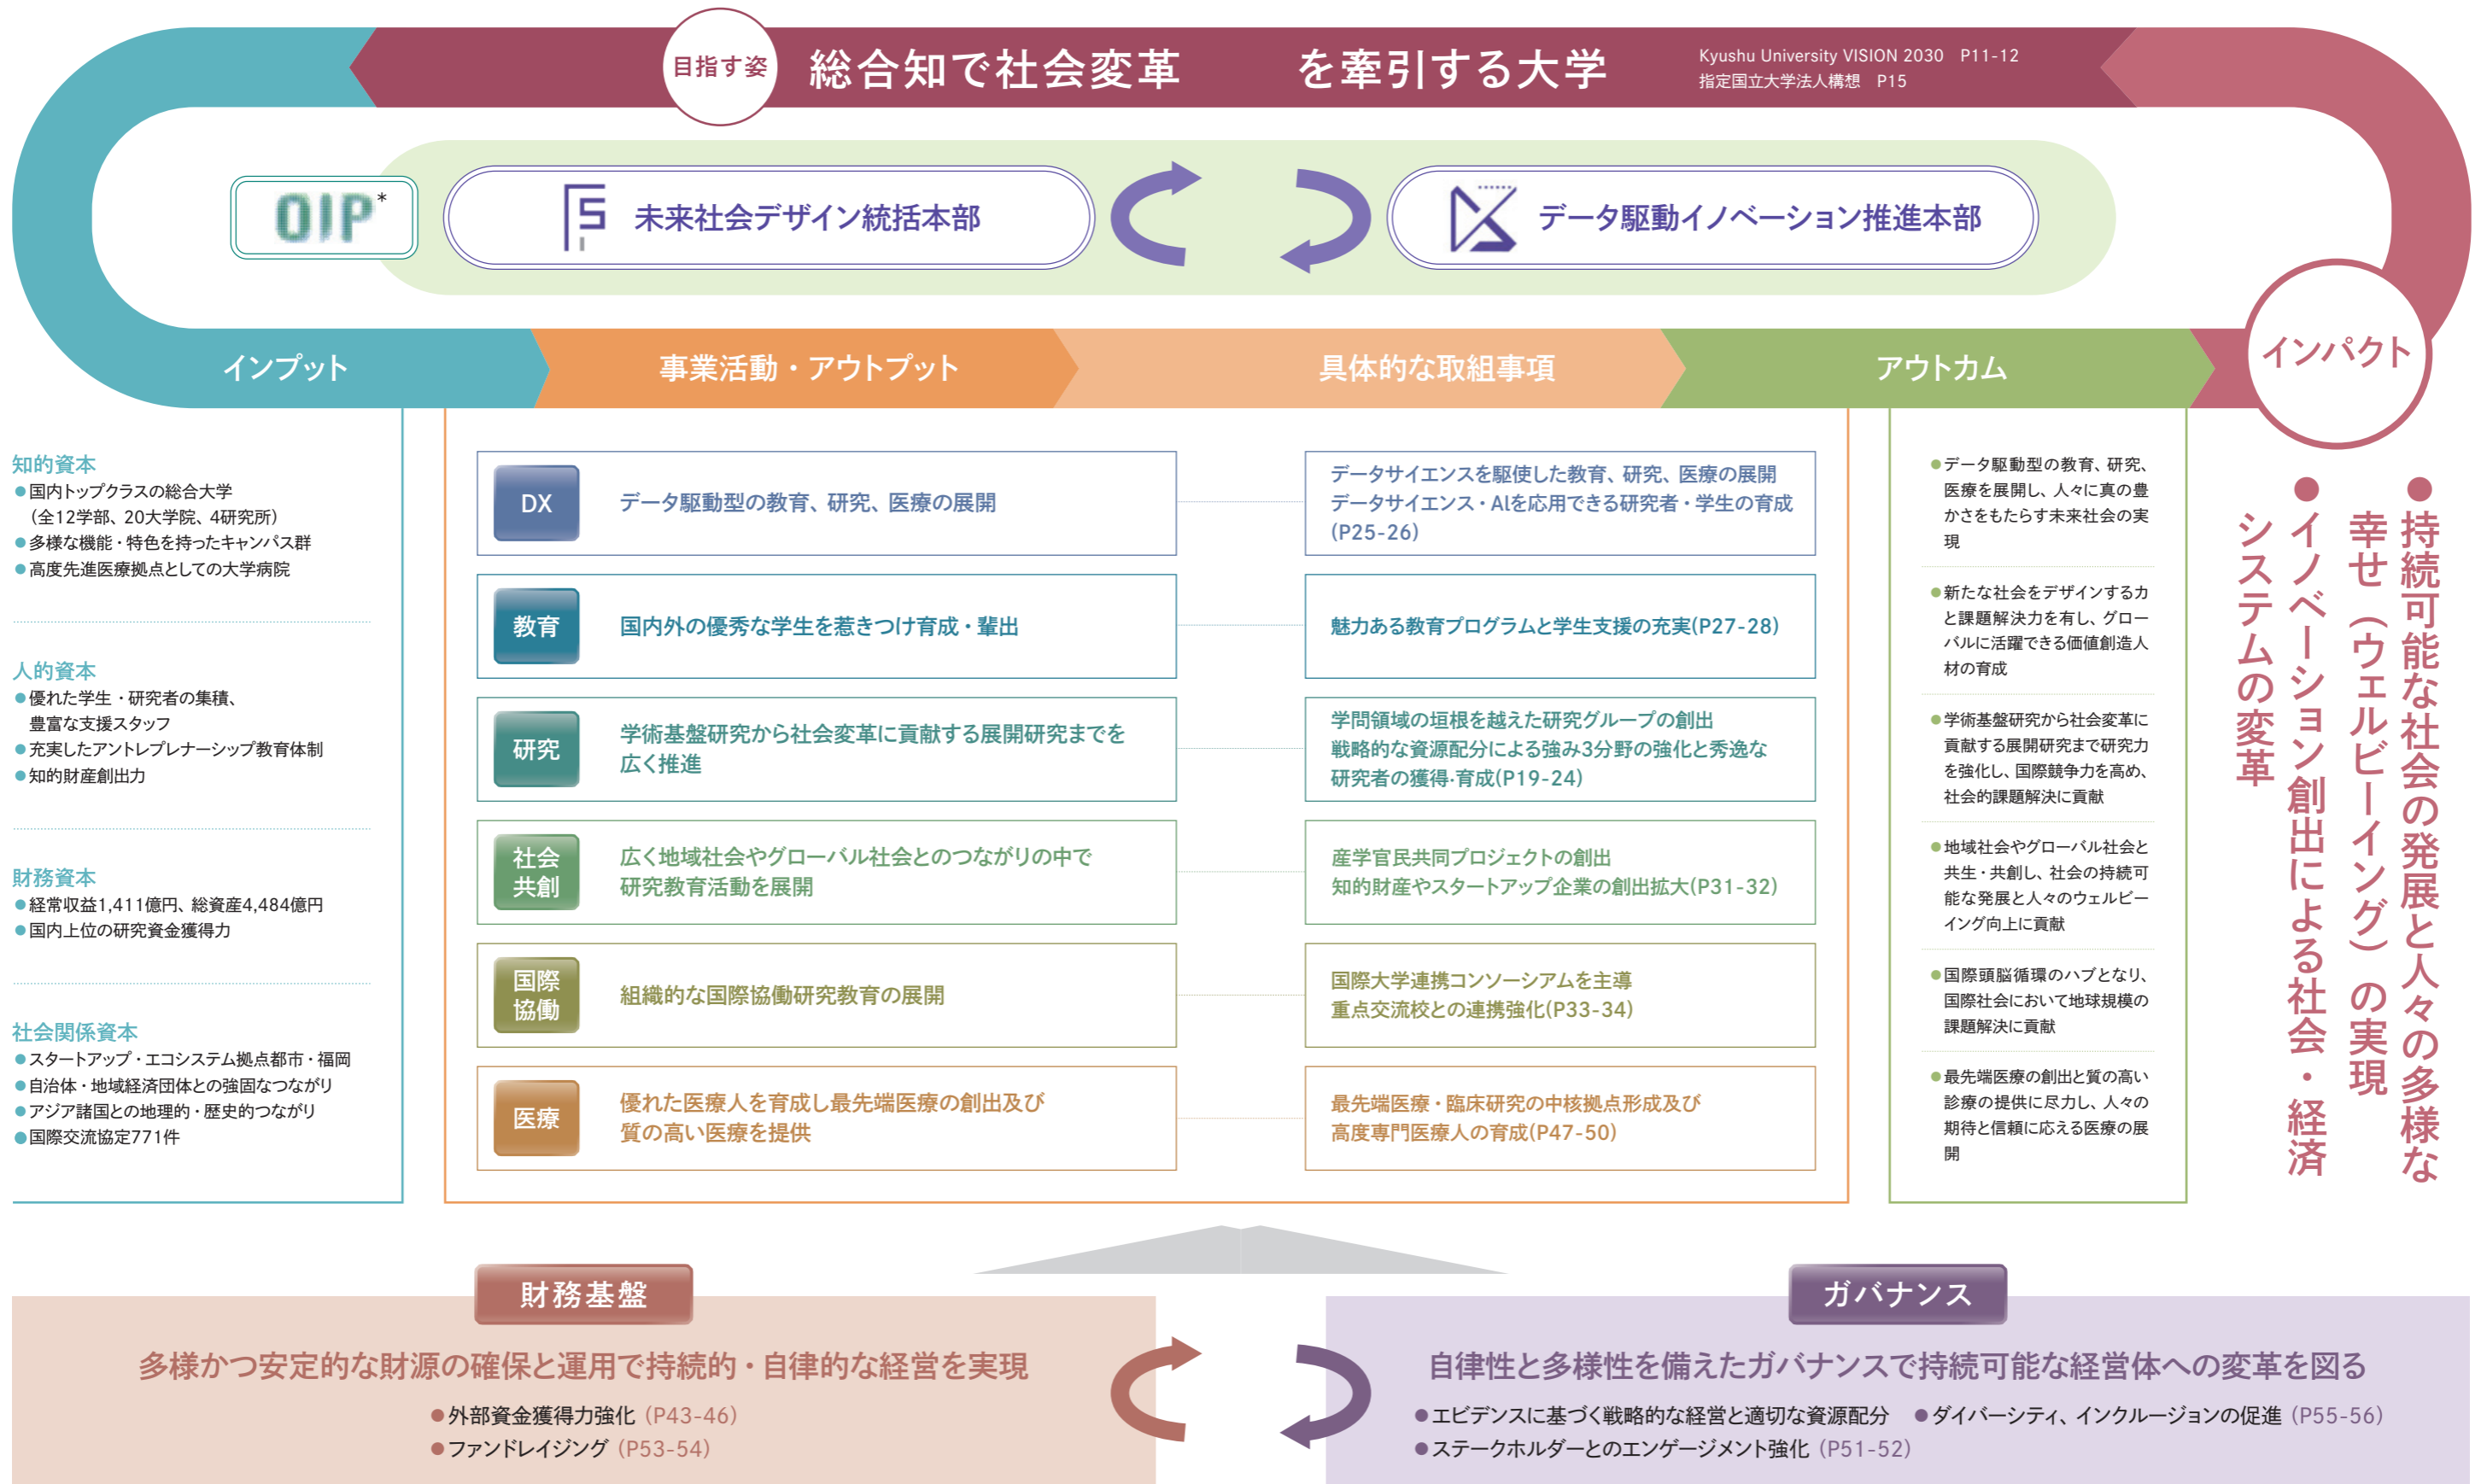 目指す姿
総合知で社会変革 を牽引する大学
Kyushu University VISION 2030 P11-12
指定国立大学法人構想 P15
OIP*
未来社会デザイン統括本部
データ駆動イノベーション推進本部
インプット
事業活動・アウトプット
具体的な取組事項
アウトカム
インパクト
知的資本
●国内トップクラスの総合大学
(全12学部、20大学院、4研究所)
●多様な機能・特色を持ったキャンパス群
●高度先進医療拠点としての大学病院
人的資本
●優れた学生・研究者の集積、
豊富な支援スタッフ
●充実したアントレプレナーシップ教育体制
●知的財産創出力
財務資本
●経常収益1,411億円、総資産4,484億円
●国内上位の研究資金獲得力
社会関係資本
●スタートアップ・エコシステム拠点都市・福岡
●自治体・地域経済団体との強固なつながり
●アジア諸国との地理的・歴史的つながり
●国際交流協定771件
DX
データ駆動型の教育、研究、医療の展開
データサイエンスを駆使した教育、研究、医療の展開
データサイエンス・AIを応用できる研究者・学生の育成
(P25-26)
教育
国内外の優秀な学生を惹きつけ育成・輩出
魅力ある教育プログラムと学生支援の充実(P27-28)
研究
学術基盤研究から社会変革に貢献する展開研究までを
広く推進
学問領域の垣根を越えた研究グループの創出
戦略的な資源配分による強み3分野の強化と秀逸な
研究者の獲得·育成(P19-24)
社会
共創
広く地域社会やグローバル社会とのつながりの中で
研究教育活動を展開
産学官民共同プロジェクトの創出
知的財産やスタートアップ企業の創出拡大(P31-32)
国際
協働
組織的な国際協働研究教育の展開
国際大学連携コンソーシアムを主導
重点交流校との連携強化(P33-34)
医療
優れた医療人を育成し最先端医療の創出及び
質の高い医療を提供
最先端医療・臨床研究の中核拠点形成及び
高度専門医療人の育成(P47-50)
●データ駆動型の教育、研究、
医療を展開し、人々に真の豊
かさをもたらす未来社会の実
現
●新たな社会をデザインする力
と課題解決力を有し、グロー
バルに活躍できる価値創造人
材の育成
●学術基盤研究から社会変革に
貢献する展開研究まで研究力
を強化し、国際競争力を高め、
社会的課題解決に貢献
●地域社会やグローバル社会と
共生・共創し、社会の持続可
能な発展と人々のウェルビー
イング向上に貢献
●国際頭脳循環のハブとなり、
国際社会において地球規模の
課題解決に貢献
●最先端医療の創出と質の高い
診療の提供に尽力し、人々の
期待と信頼に応える医療の展
開
●持続可能な社会の発展と人々の多様な
幸せ(ウェルビーイング)の実現
●イノベーション創出による社会・経済
システムの変革
財務基盤
多様かつ安定的な財源の確保と運用で持続的・自律的な経営を実現
●外部資金獲得力強化 (P43-46)
●ファンドレイジング (P53-54)
ガバナンス
自律性と多様性を備えたガバナンスで持続可能な経営体への変革を図る
●エビデンスに基づく戦略的な経営と適切な資源配分 ●ダイバーシティ、インクルージョンの促進 (P55-56)
●ステークホルダーとのエンゲージメント強化 (P51-52)